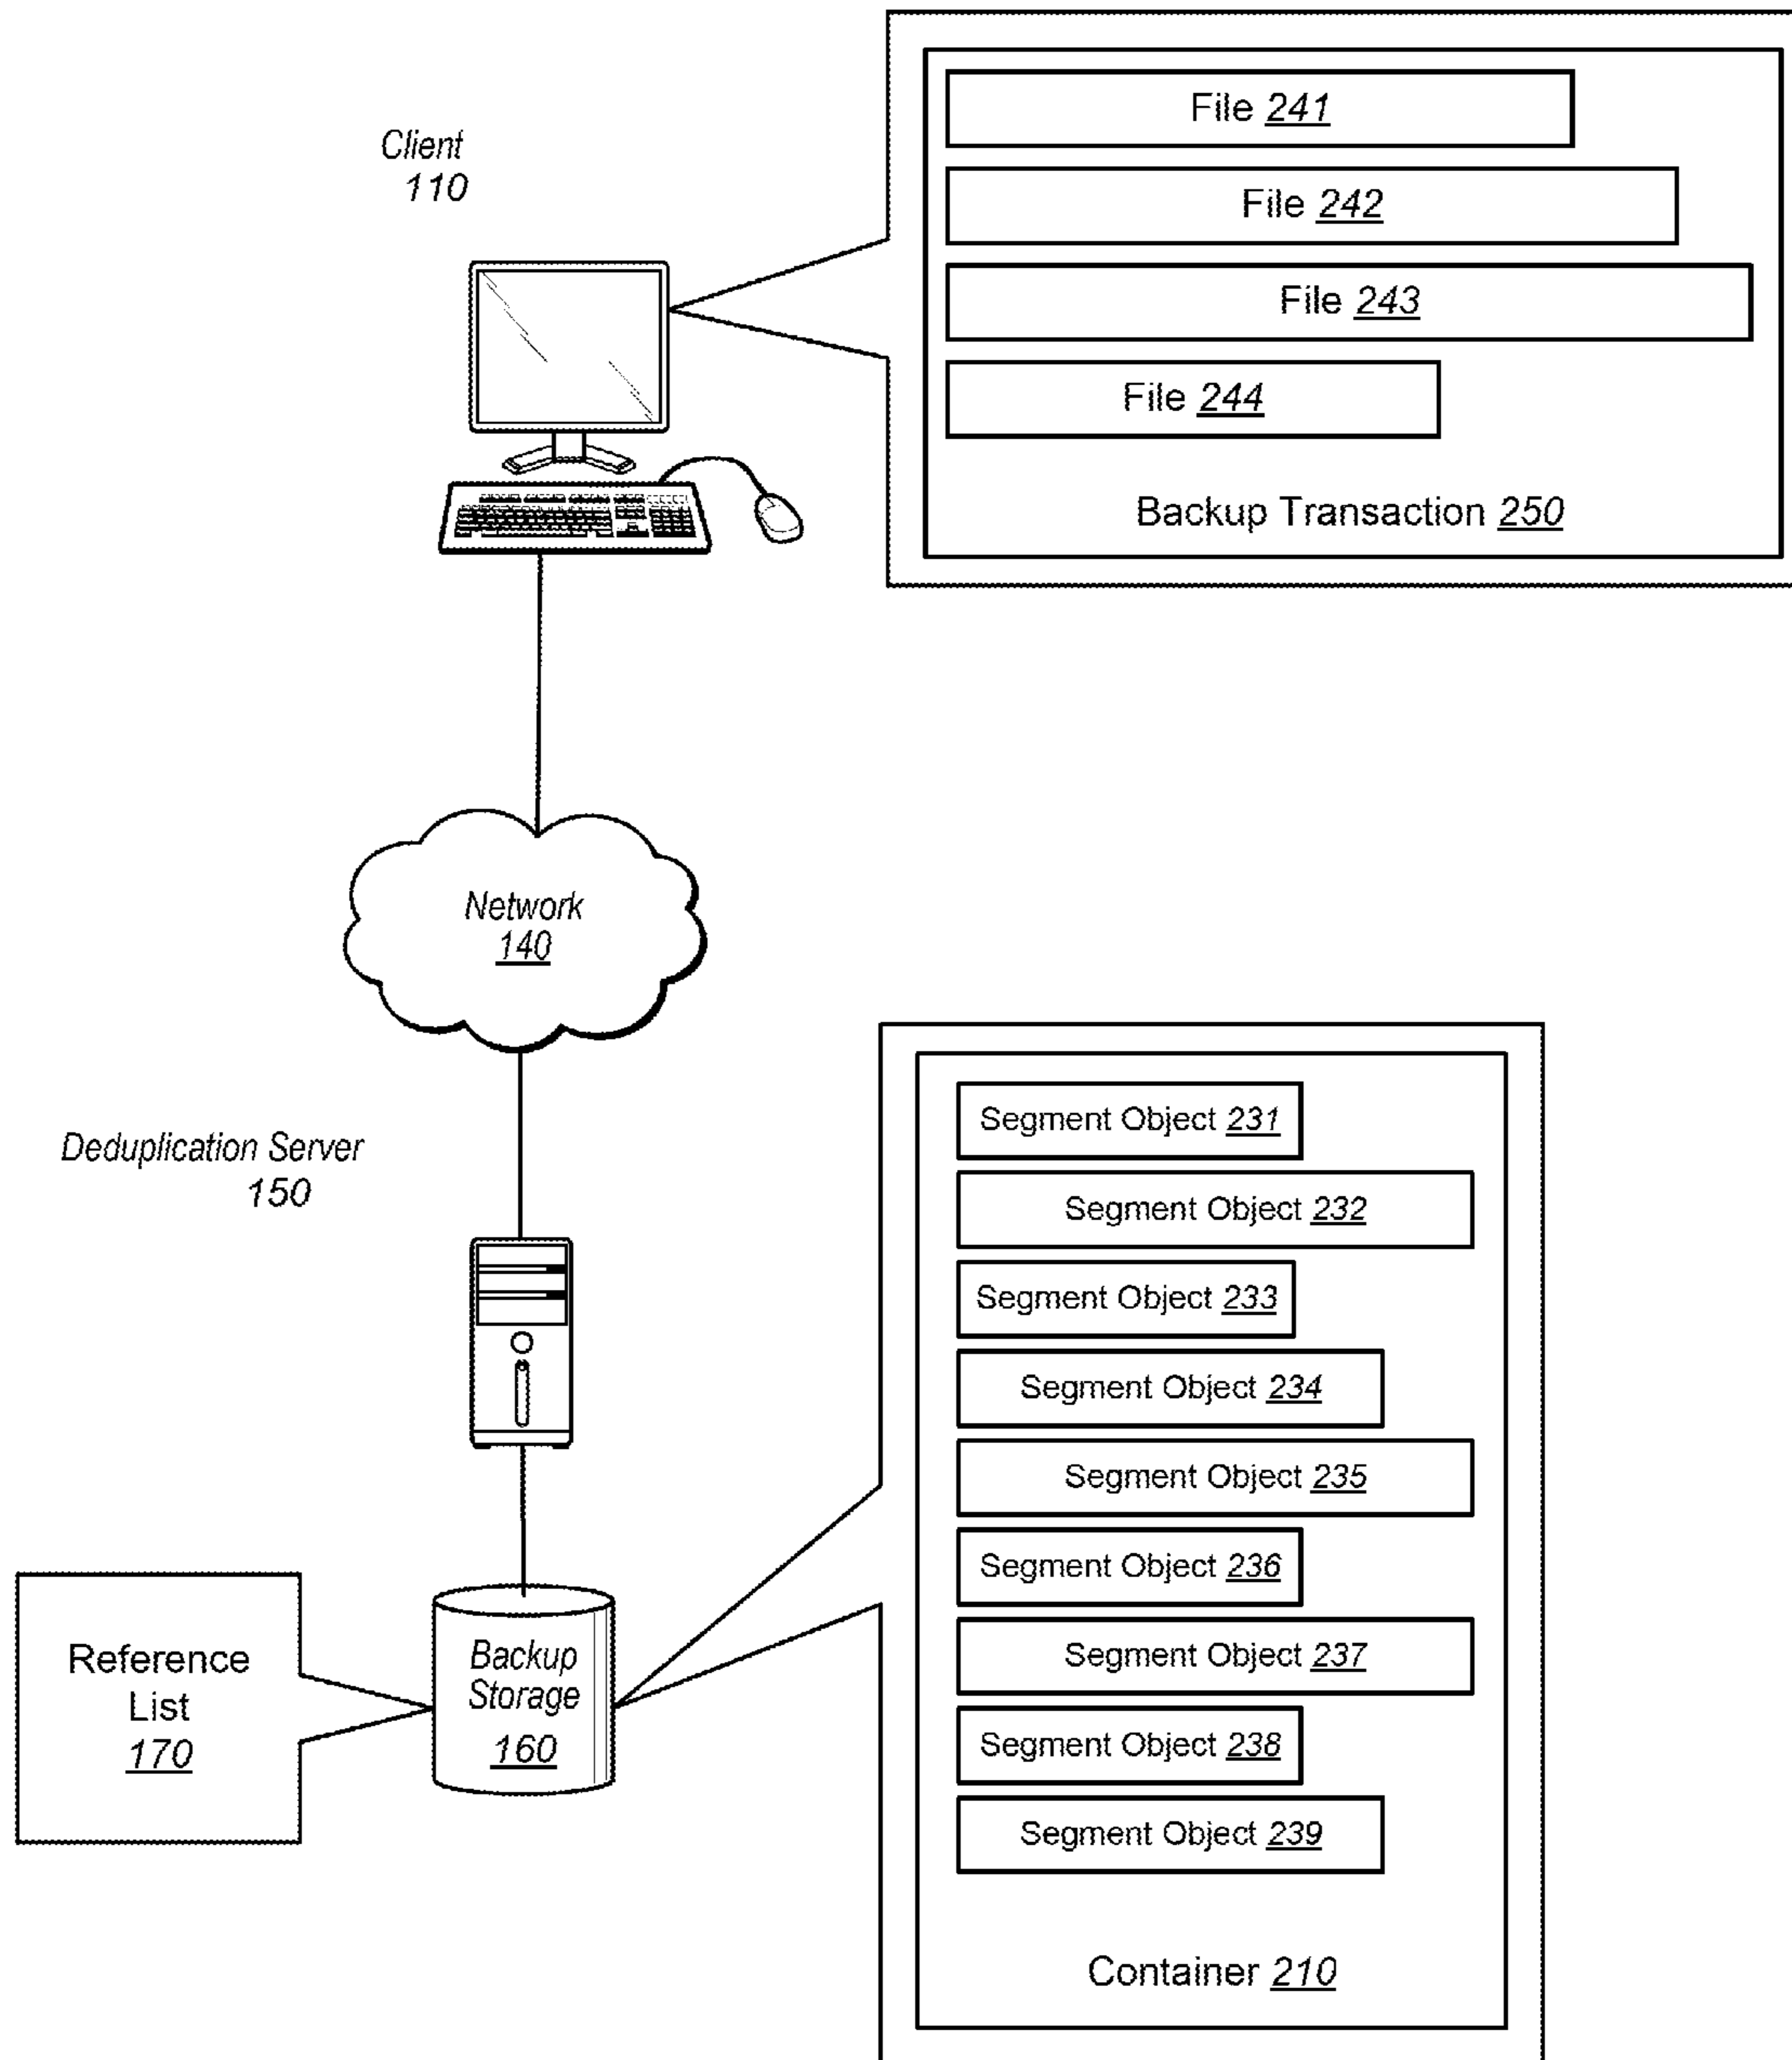 File 241
File 242
File 243
File 244
Backup Transaction 250
Client
110
Network
140
Deduplication Server
150
Reference
List
170
Backup
Storage
160
Segment Object 231
Segment Object 232
Segment Object 233
Segment Object 234
Segment Object 235
Segment Object 236
Segment Object 237
Segment Object 238
Segment Object 239
Container 210